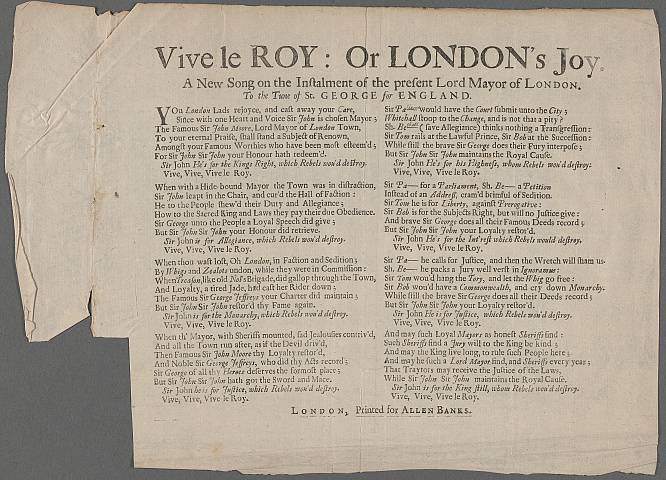 Vive le ROY: Or LONDON's Joy.
A New Song on the Instalment of the present Lord Mayor of LONDON.
To the Tune of St. GEORGE for ENGLAND.
YOu London Lads rejoyce, and cast away your Care,
Since with one Heart and Voice Sir John is chosen Mayor;
The Famous Sir John Moore, Lord Mayor of London Town,
To your eternal Praise, shall stand a Subject of Renown,
Amongst your Famous Worthies who have been most esteem'd;
For Sir John Sir John your Honour hath redeem'd.
Sir John He's for the Kings Right, which Rebels wou'd destroy.
Vive, Vive, Vive le Roy.
When with a Hide-bound Mayor the Town was in distraction,
Sir John leapt in the Chair, and cur'd the Hall of Faction:
He to the People shew'd their Duty and Allegiance;
How to the Sacred King and Laws they pay their due Obedience.
Sir George unto the People a Loyal Speech did give;
But Sir John Sir John your Honour did retrieve.
Sir John is for Allegiance, which Rebels wou'd destroy.
Vive, Vive, Vive le Roy.
When thou wast lost, Oh London, in Faction and Sedition;
By Whigs and Zealots undon, while they were in Commission:
When Treason, like old Nol's Brigade, did gallop through the Town,
And Loyalty, a tired Jade, had cast her Rider down;
The Famous Sir George Jeffreys your Charter did maintain;
But Sir John Sir John restor'd thy Fame again.
Sir John is for the Monarchy, which Rebels wou'd destroy.
Vive, Vive, Vive le Roy.
When th' Mayor, with Sheriffs mounted, sad Jealousies contriv'd,
And all the Town run after, as if the Devil driv'd,
Then Famous Sir John Moore thy Loyalty restor'd,
And Noble Sir George Jeffreys, who did thy Acts record;
Sir George of all thy Heroes deserves the formost place;
But Sir John Sir John hath got the Sword and Mace.
Sir John he is for Justice, which Rebels wou'd destroy.
Vive, Vive, Vive le Roy.
Sir Pa would have the Court submit unto the City;
Whitehall stoop to the Change, and is not that a pity?
Sh. Be (save Allegiance) thinks nothing a Transgression:
Sir Tom rails at the Lawful Prince, Sir Bob at the Succession:
While still the brave Sir George does their Fury interpose;
But Sir John Sir John maintains the Royal Cause.
Sir John He's for his Highness, whom Rebels wou'd destroy:
Vive, Vive, Vive le Roy.
Sir Pa— for a Parliament, Sh. Be— a Petition
Instead of an Address, cram'd brimful of Sedition.
Sir Tom he is for Liberty, against Prerogative:
Sir Bob is for the Subjects Right, but will no Justice give:
And brave Sir George does all their Famous Deeds record;
But Sir John Sir John your Loyalty restor'd.
Sir John He's for the Int'rest which Rebels would destroy.
Vive, Vive, Vive le Roy.
Sir Pa— he calls for Justice, and then the Wretch will sham us.
Sh. Be— he packs a Jury well verst in Ignoramus:
Sir Tom wou'd hang the Tory, and let the Whig go free:
Sir Bob wou'd have a Commonwealth, and cry down Monarchy.
While still the brave Sir George does all their Deeds record;
But Sir John Sir John your Loyalty restor'd.
Sir John He is for Justice, which Rebels wou'd destroy.
Vive, Vive, Vive le Roy.
And may such Loyal Mayors as honest Sheriffs find:
Such Sheriffs find a Jury will to the King be kind;
And may the King live long, to rule such People here;
And may he such a Lord Mayor find, and Sheriffs every year;
That Traytors may receive the Justice of the Laws,
While Sir John Sir John maintains the Royal Cause.
Sir John is for the King still, whom Rebels wou'd destroy.
Vive, Vive, Vive le Roy.
LONDON, Printed for ALLEN BANKS.